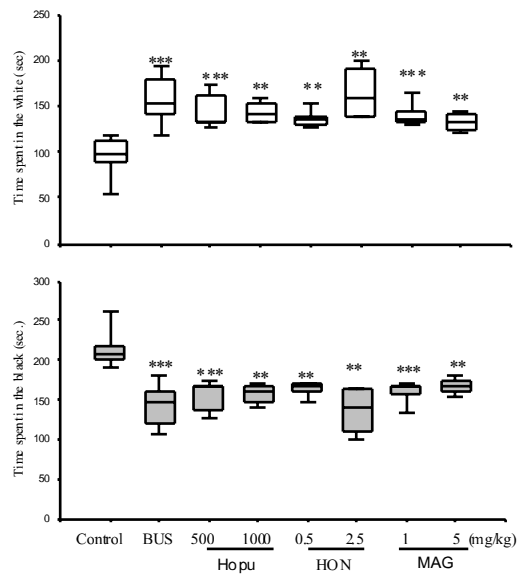 Time spent in the white (sec)
250
200
150
100
50
0
*** *** ** ** ** *** **
Time spent in the black (sec.)
300
250
200
150
100
50
0
*** *** ** ** ** *** **
Control BUS 500 1000 0.5 25 1 5 (mg/kg)
Hopu HON MAG